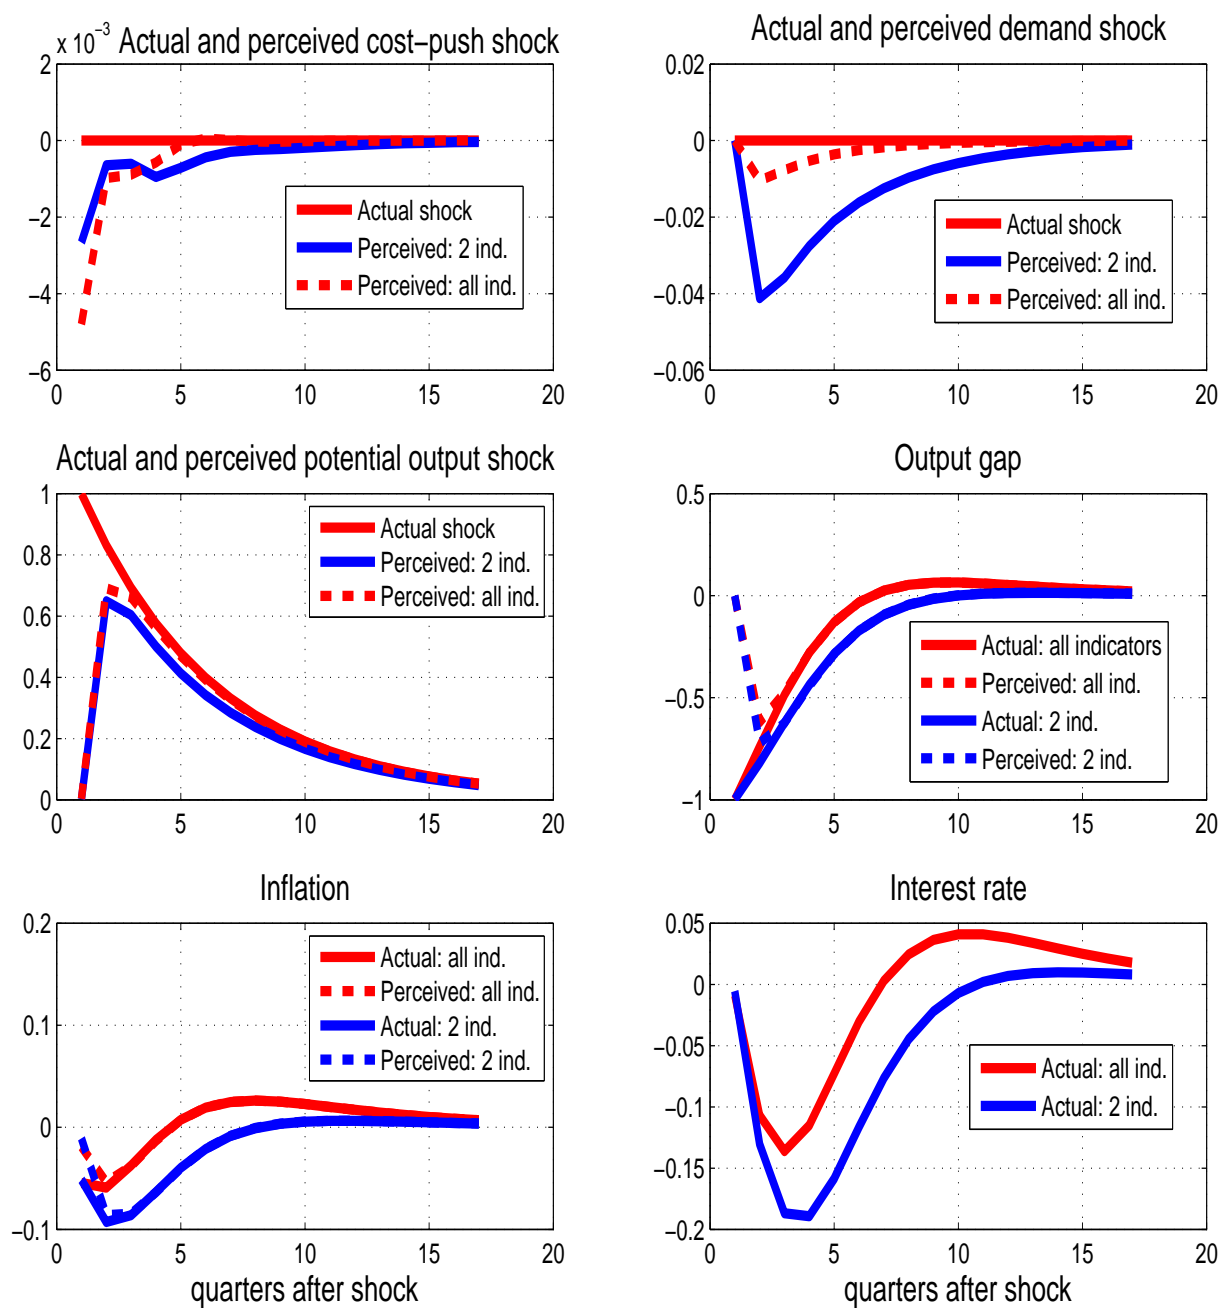 x 10−3 Actual and perceived cost−push shock
2
0
−2
−4
−6
0 5 10 15 20
Actual shock
Perceived: 2 ind.
Perceived: all ind.
Actual and perceived demand shock
0.02
0
−0.02
−0.04
−0.06
0 5 10 15 20
Actual shock
Perceived: 2 ind.
Perceived: all ind.
Actual and perceived potential output shock
1
0.8
0.6
0.4
0.2
0
0 5 10 15 20
Actual shock
Perceived: 2 ind.
Perceived: all ind.
Output gap
0.5
0
−0.5
−1
0 5 10 15 20
Actual: all indicators
Perceived: all ind.
Actual: 2 ind.
Perceived: 2 ind.
Inflation
0.2
0.1
0
−0.1
0 5 10 15 20
Actual: all ind.
Perceived: all ind.
Actual: 2 ind.
Perceived: 2 ind.
quarters after shock
Interest rate
0.05
0
−0.05
−0.1
−0.15
−0.2
0 5 10 15 20
Actual: all ind.
Actual: 2 ind.
quarters after shock